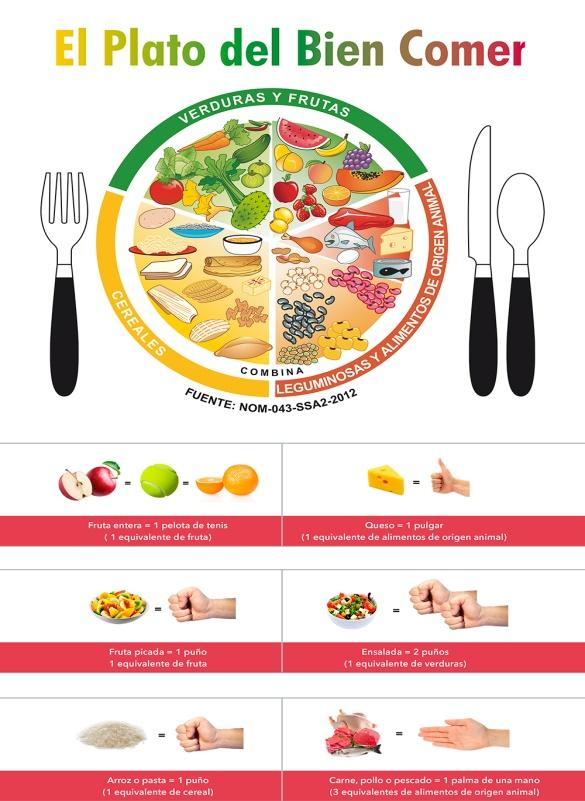 El Plato del Bien Comer
VERDURAS Y FRUTAS
CEREALES
LEGUMINOSAS Y ALIMENTOS DE ORIGEN ANIMAL
COMBINA
FUENTE: NOM-043-SSA2-2012
= =
Fruta entera = 1 pelota de tenis
( 1 equivalente de fruta)
=
Queso = 1 pulgar
(1 equivalente de alimentos de origen animal)
=
Fruta picada = 1 puño
1 equivalente de fruta
=
Ensalada = 2 puños
(1 equivalente de verduras)
=
Arroz o pasta = 1 puño
(1 equivalente de cereal)
=
Carne, pollo o pescado = 1 palma de una mano
(3 equivalentes de alimentos de origen animal)